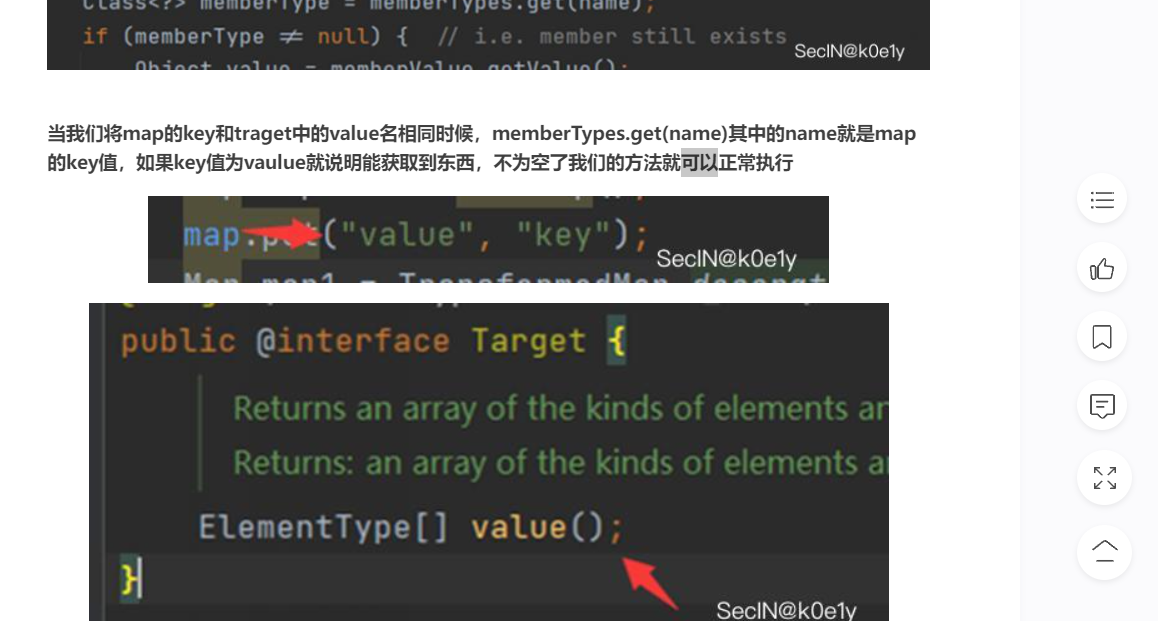 Class<?> memberType = memberTypes.get(name);
if (memberType ≠ null) {  // i.e. member still exists
SecIN@k0e1y
Object value = memberValue.getValue();
当我们将map的key和traget中的value名相同时候，memberTypes.get(name)其中的name就是map
的key值，如果key值为vaulue就说明能获取到东西，不为空了我们的方法就可以正常执行
map.put("value", "key");
SecIN@k0e1y
Map map1 = TransformedMap
public @interface Target {
Returns an array of the kinds of elements
Returns: an array of the kinds of elements
ElementType[] value();
}
SecIN@k0e1y